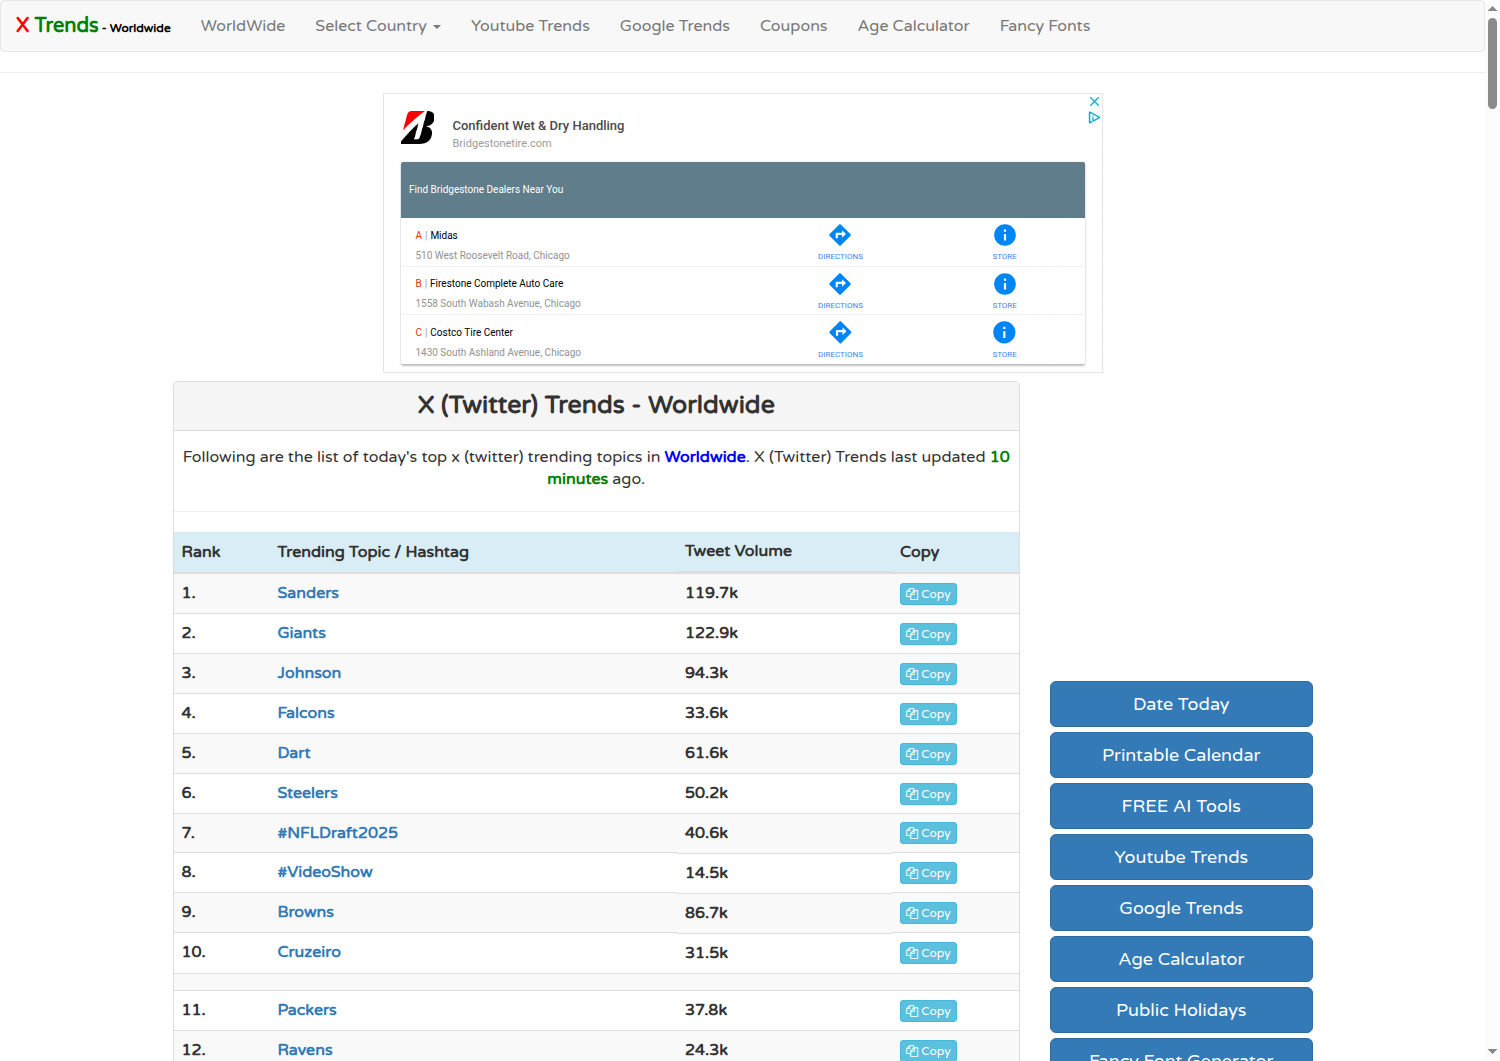 X Trends - Worldwide
WorldWide
Select Country
Youtube Trends
Google Trends
Coupons
Age Calculator
Fancy Fonts
Confident Wet & Dry Handling
Bridgestonetire.com
Find Bridgestone Dealers Near You
A | Midas
510 West Roosevelt Road, Chicago
DIRECTIONS
STORE
B | Firestone Complete Auto Care
1558 South Wabash Avenue, Chicago
DIRECTIONS
STORE
C | Costco Tire Center
1430 South Ashland Avenue, Chicago
DIRECTIONS
STORE
X (Twitter) Trends - Worldwide
Following are the list of today's top x (twitter) trending topics in Worldwide. X (Twitter) Trends last updated 10
minutes ago.
Rank Trending Topic / Hashtag Tweet Volume Copy
1. Sanders 119.7k Copy
2. Giants 122.9k Copy
3. Johnson 94.3k Copy
4. Falcons 33.6k Copy
5. Dart 61.6k Copy
6. Steelers 50.2k Copy
7. #NFLDraft2025 40.6k Copy
8. #VideoShow 14.5k Copy
9. Browns 86.7k Copy
10. Cruzeiro 31.5k Copy
11. Packers 37.8k Copy
12. Ravens 24.3k Copy
Date Today
Printable Calendar
FREE AI Tools
Youtube Trends
Google Trends
Age Calculator
Public Holidays
Fancy Font Generator